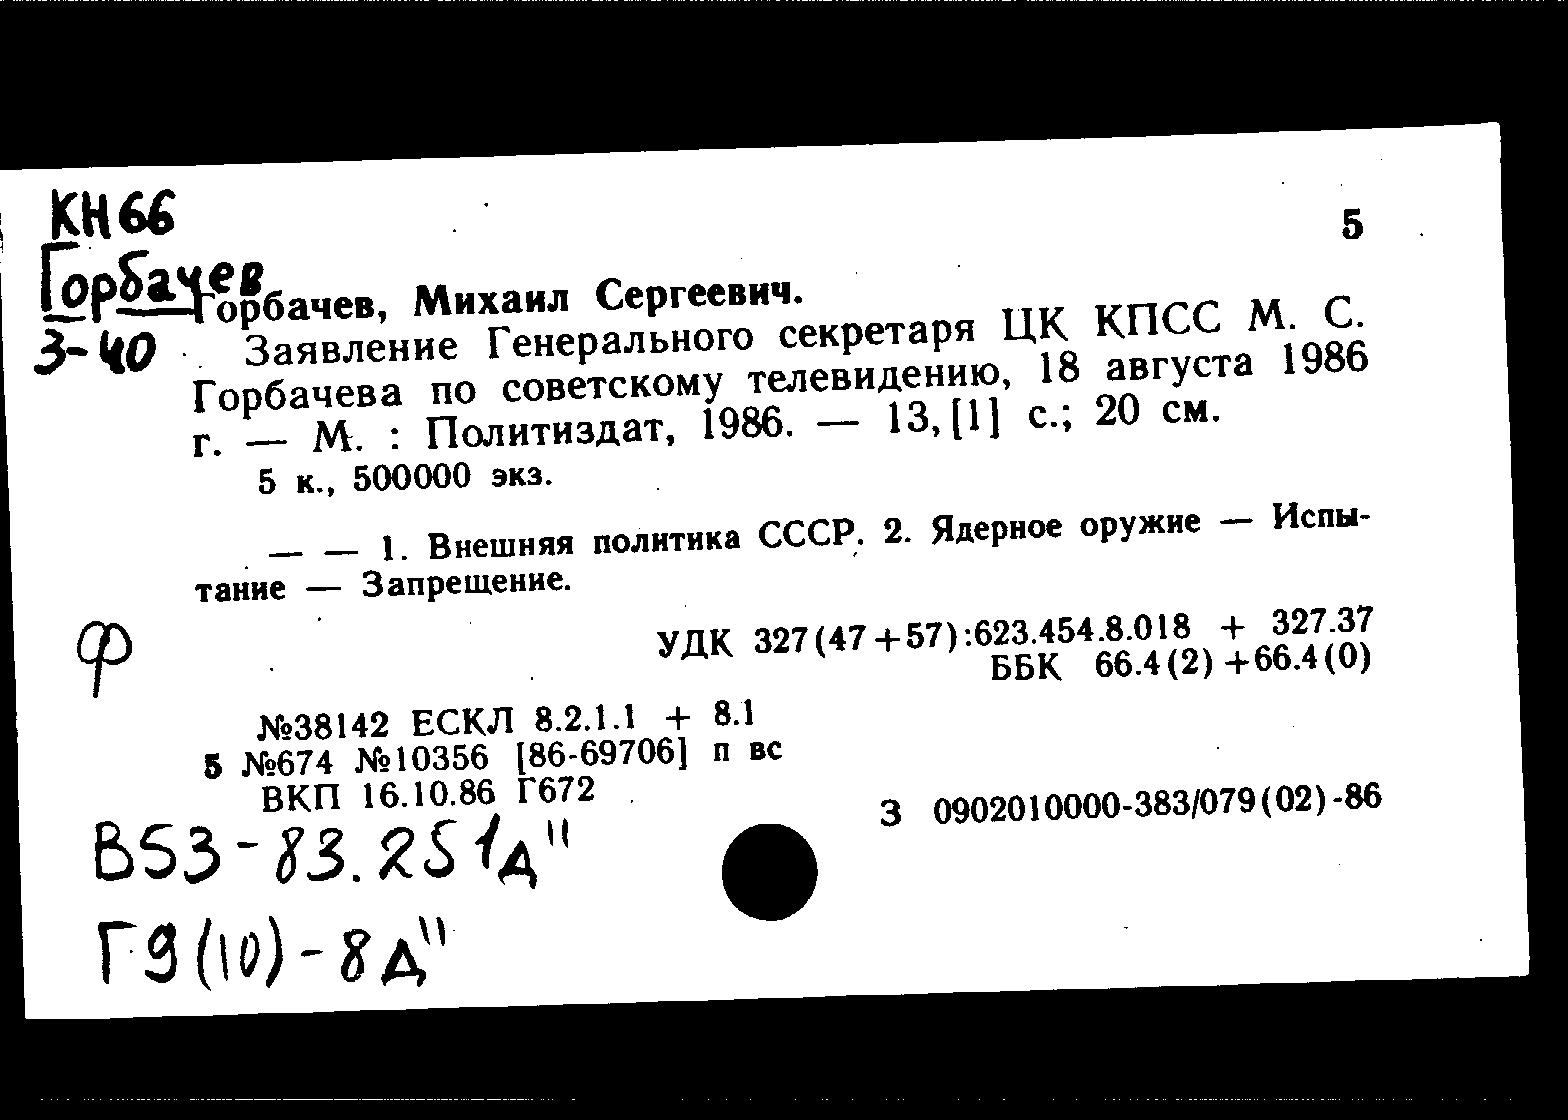 КН66
5
Горбачев
Горбачев, Михаил Сергеевич.
З-40
Заявление Генерального секретаря ЦК КПСС М. С.
Горбачева по советскому телевидению, 18 августа 1986
г. — М. : Политиздат, 1986. — 13, [1] с.; 20 см.
5 к., 500000 экз.
— — 1. Внешняя политика СССР. 2. Ядерное оружие — Испы-
тание — Запрещение.
ф
УДК 327(47+57):623.454.8.018 + 327.37
ББК 66.4(2)+66.4(0)
№38142 ЕСКЛ 8.2.1.1 + 8.1
5 №674 №10356 [86-69706] п вс
ВКП 16.10.86 Г672
З 0902010000-383/079(02)-86
В53-83.251д"
Г9(10)-8д"